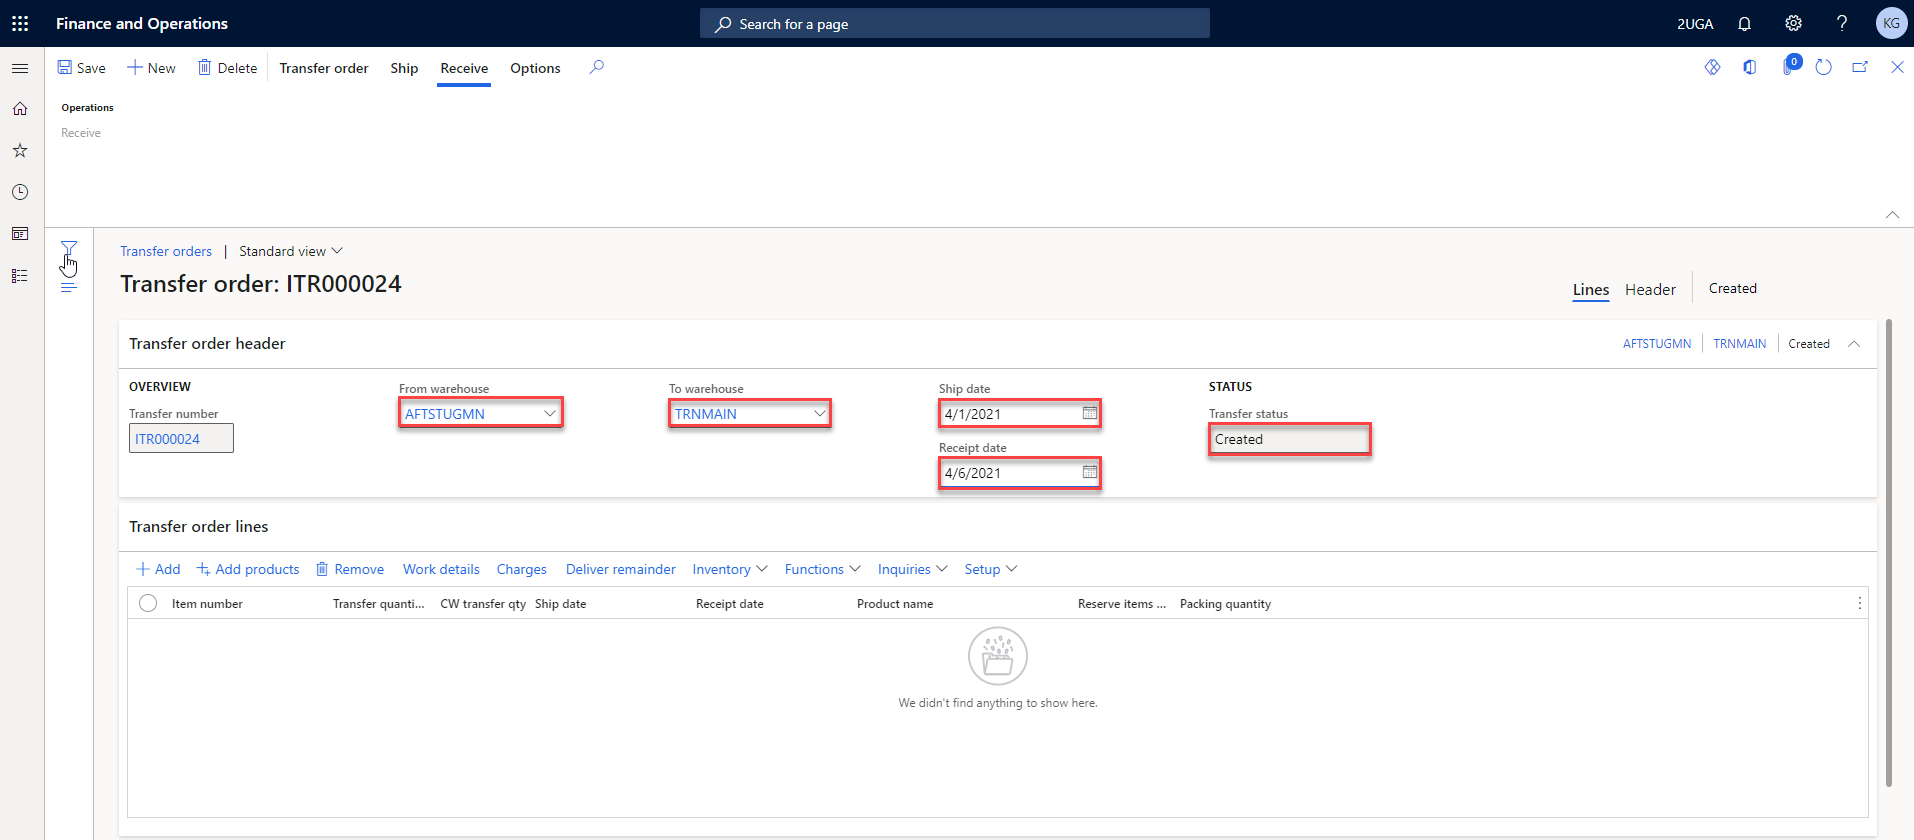 Finance and Operations
Search for a page
2UGA
KG
Save
New
Delete
Transfer order
Ship
Receive
Options
0
Operations
Receive
Transfer orders | Standard view
Transfer order: ITR000024
Lines
Header
Created
Transfer order header
AFTSTUGMN
TRNMAIN
Created
OVERVIEW
Transfer number
ITR000024
From warehouse
AFTSTUGMN
To warehouse
TRNMAIN
Ship date
4/1/2021
Receipt date
4/6/2021
STATUS
Transfer status
Created
Transfer order lines
Add
Add products
Remove
Work details
Charges
Deliver remainder
Inventory
Functions
Inquiries
Setup
Item number
Transfer quanti...
CW transfer qty
Ship date
Receipt date
Product name
Reserve items ...
Packing quantity
We didn't find anything to show here.